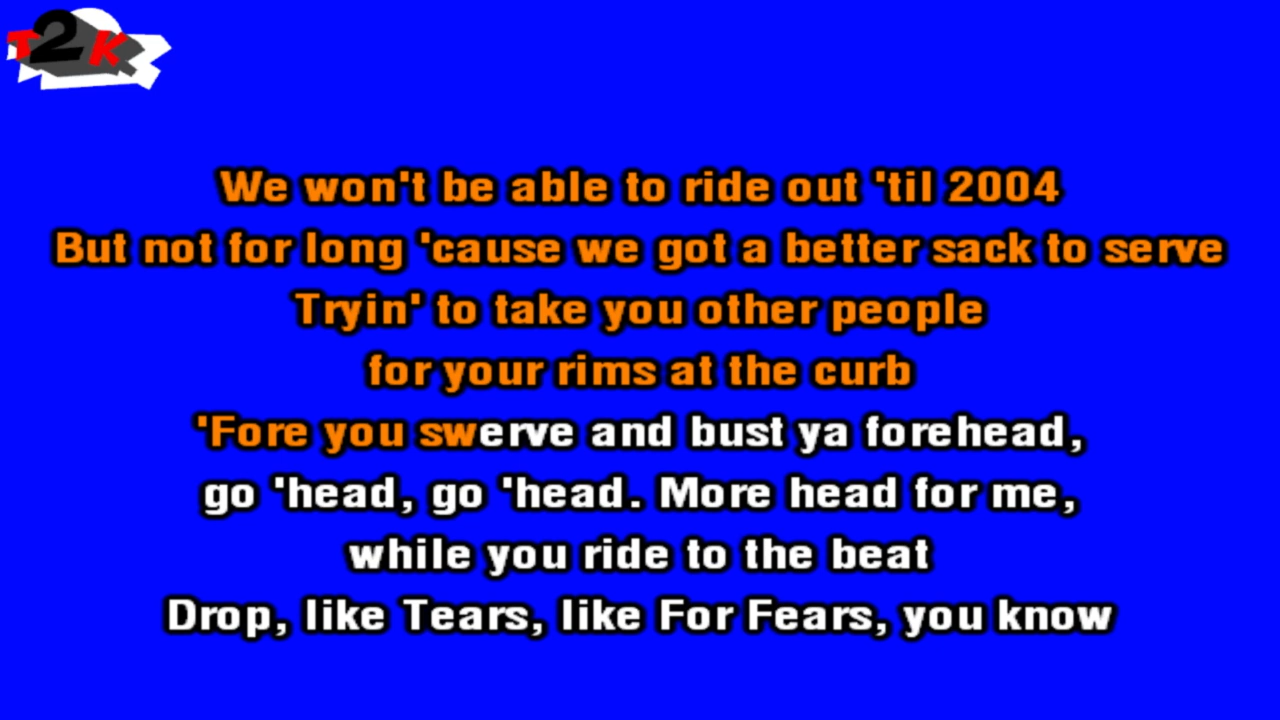 T2K
We won't be able to ride out 'til 2004
But not for long 'cause we got a better sack to serve
Tryin' to take you other people
for your rims at the curb
'Fore you swerve and bust ya forehead,
go 'head, go 'head. More head for me,
while you ride to the beat
Drop, like Tears, like For Fears, you know